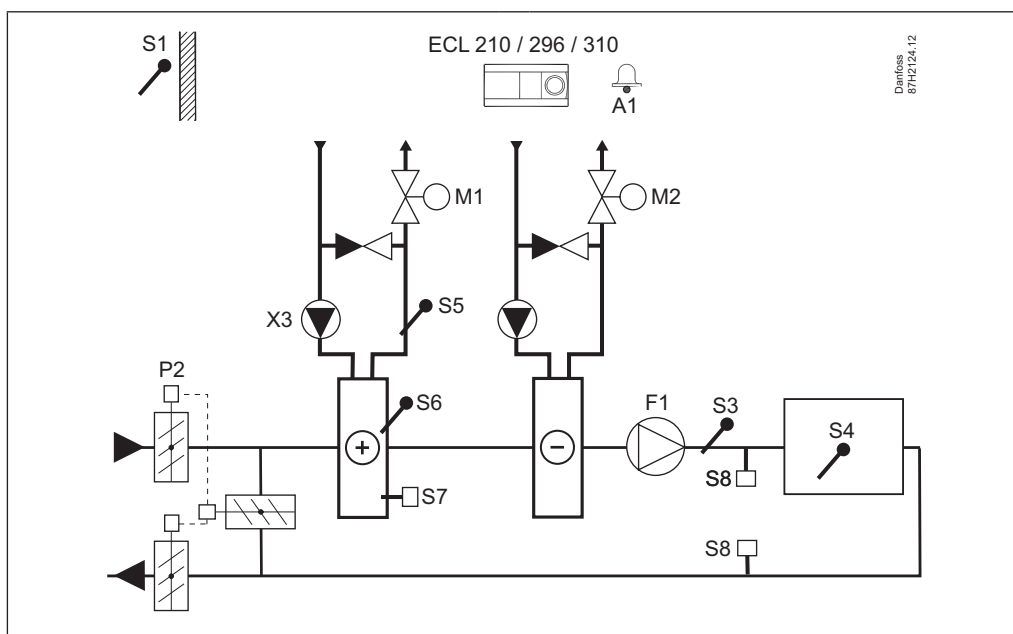 S1
ECL 210 / 296 / 310
A1
Danfoss
87H2124.12
M1
M2
S5
X3
P2
S6
F1
S3
S4
+
−
S8
S7
S8